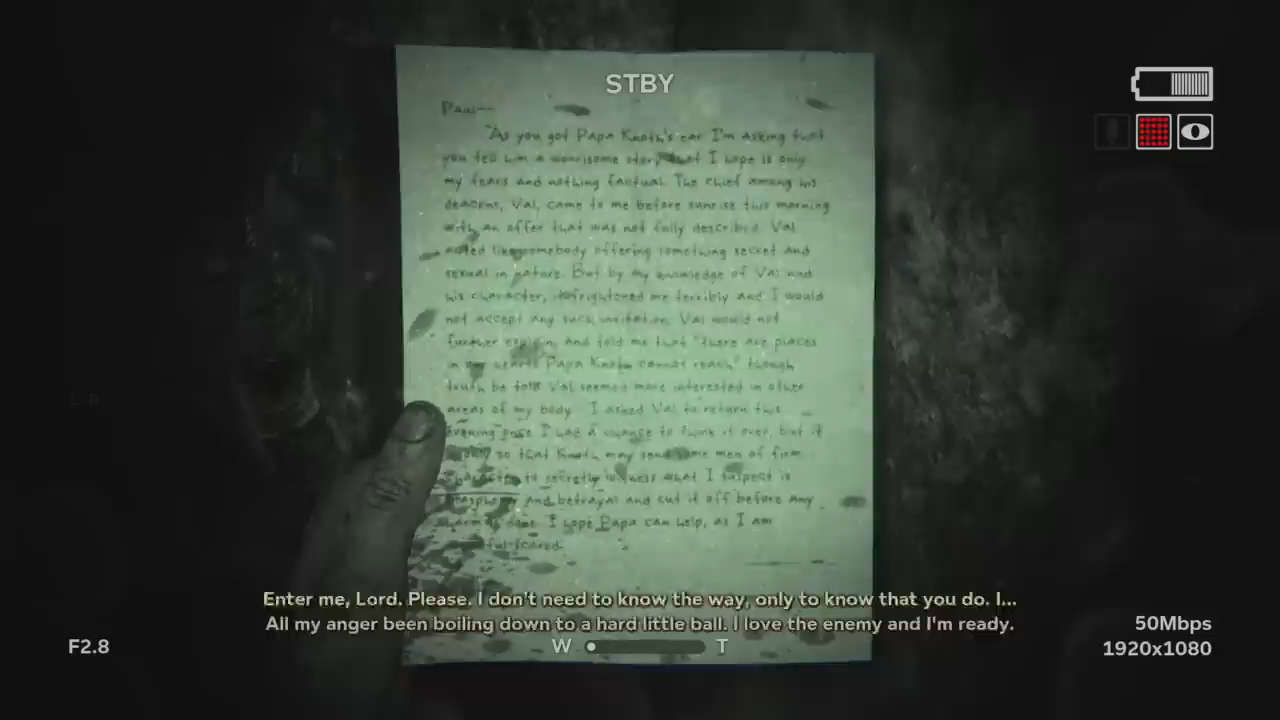 STBY
Paul—
As you got Papa Knoth's ear I'm asking that
you tell him a worrisome story that I hope is only
my fears and nothing factual. The chief among his
deacons, Val, came to me before sunrise this morning
with an offer that was not fully described. Val
acted like somebody offering something secret and
sexual in nature. But by my knowledge of Val and
his character, it frightened me terribly and I would
not accept any such invitation. Val would not
further explain, and told me that "there are places
in our hearts Papa Knoth cannot reach" though
truth be told Val seemed more interested in other
areas of my body. I asked Val to return this
evening once I had a chance to think it over, but it
so that Knoth may send some men of firm
character to secretly witness what I suspect is
blasphemy and betrayal and cut it off before any
harm is done. I hope Papa can help, as I am
scared.
Enter me, Lord. Please. I don't need to know the way, only to know that you do. I...
All my anger been boiling down to a hard little ball. I love the enemy and I'm ready.
F2.8
W T
50Mbps
1920x1080